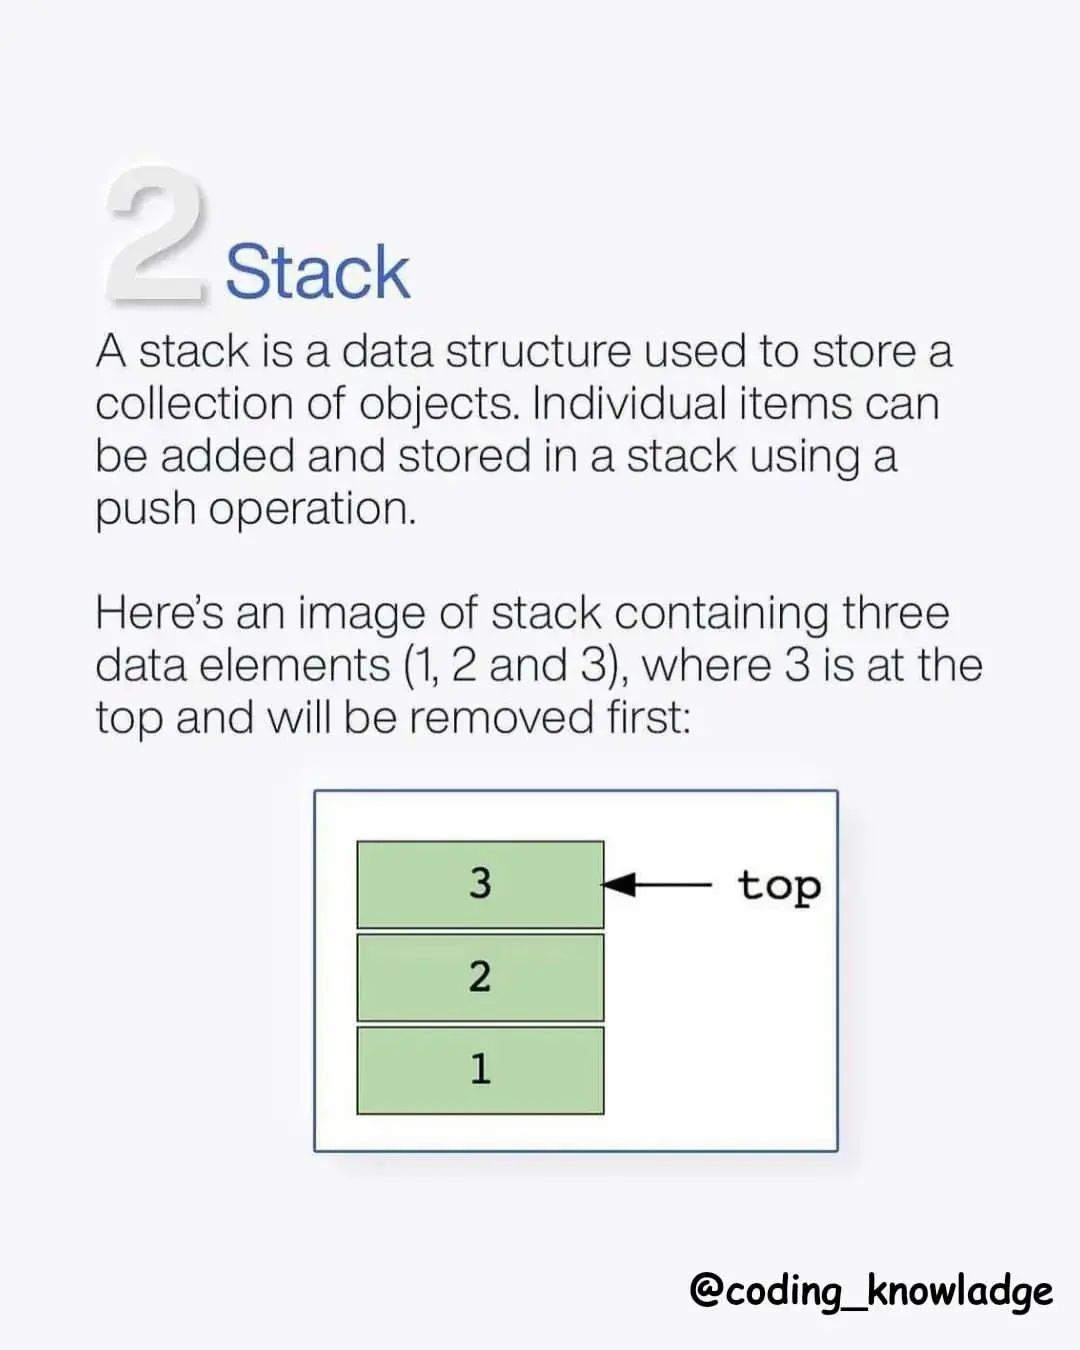 2 Stack
A stack is a data structure used to store a
collection of objects. Individual items can
be added and stored in a stack using a
push operation.
Here’s an image of stack containing three
data elements (1, 2 and 3), where 3 is at the
top and will be removed first:
3 top
2
1
@coding_knowladge